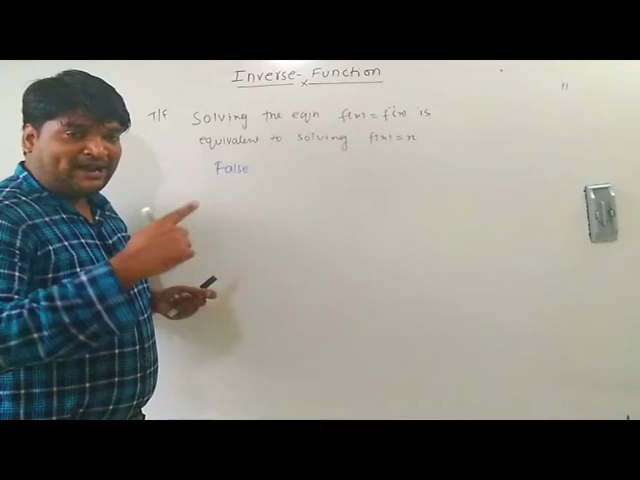 Inverse-Function
T/F Solving the eqn f(x) = f⁻¹(x) is
equivalent to solving f(x) = x
False